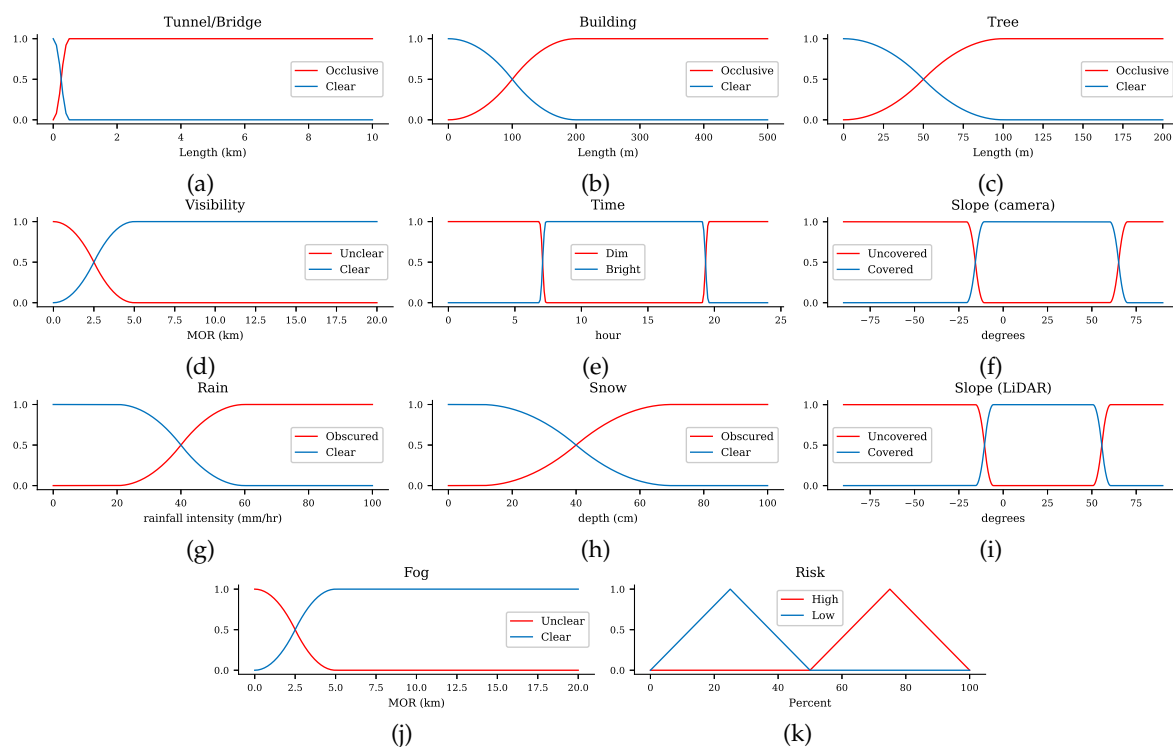 Tunnel/Bridge
1.0
0.5
0.0
Occlusive
Clear
0 2 4 6 8 10
Length (km)
(a)
Building
1.0
0.5
0.0
Occlusive
Clear
0 100 200 300 400 500
Length (m)
(b)
Tree
1.0
0.5
0.0
Occlusive
Clear
0 25 50 75 100 125 150 175 200
Length (m)
(c)
Visibility
1.0
0.5
0.0
Unclear
Clear
0.0 2.5 5.0 7.5 10.0 12.5 15.0 17.5 20.0
MOR (km)
(d)
Time
1.0
0.5
0.0
Dim
Bright
0 5 10 15 20 25
hour
(e)
Slope (camera)
1.0
0.5
0.0
Uncovered
Covered
−75 −50 −25 0 25 50 75
degrees
(f)
Rain
1.0
0.5
0.0
Obscured
Clear
0 20 40 60 80 100
rainfall intensity (mm/hr)
(g)
Snow
1.0
0.5
0.0
Obscured
Clear
0 20 40 60 80 100
depth (cm)
(h)
Slope (LiDAR)
1.0
0.5
0.0
Uncovered
Covered
−75 −50 −25 0 25 50 75
degrees
(i)
Fog
1.0
0.5
0.0
Unclear
Clear
0.0 2.5 5.0 7.5 10.0 12.5 15.0 17.5 20.0
MOR (km)
(j)
Risk
1.0
0.5
0.0
High
Low
0 20 40 60 80 100
Percent
(k)